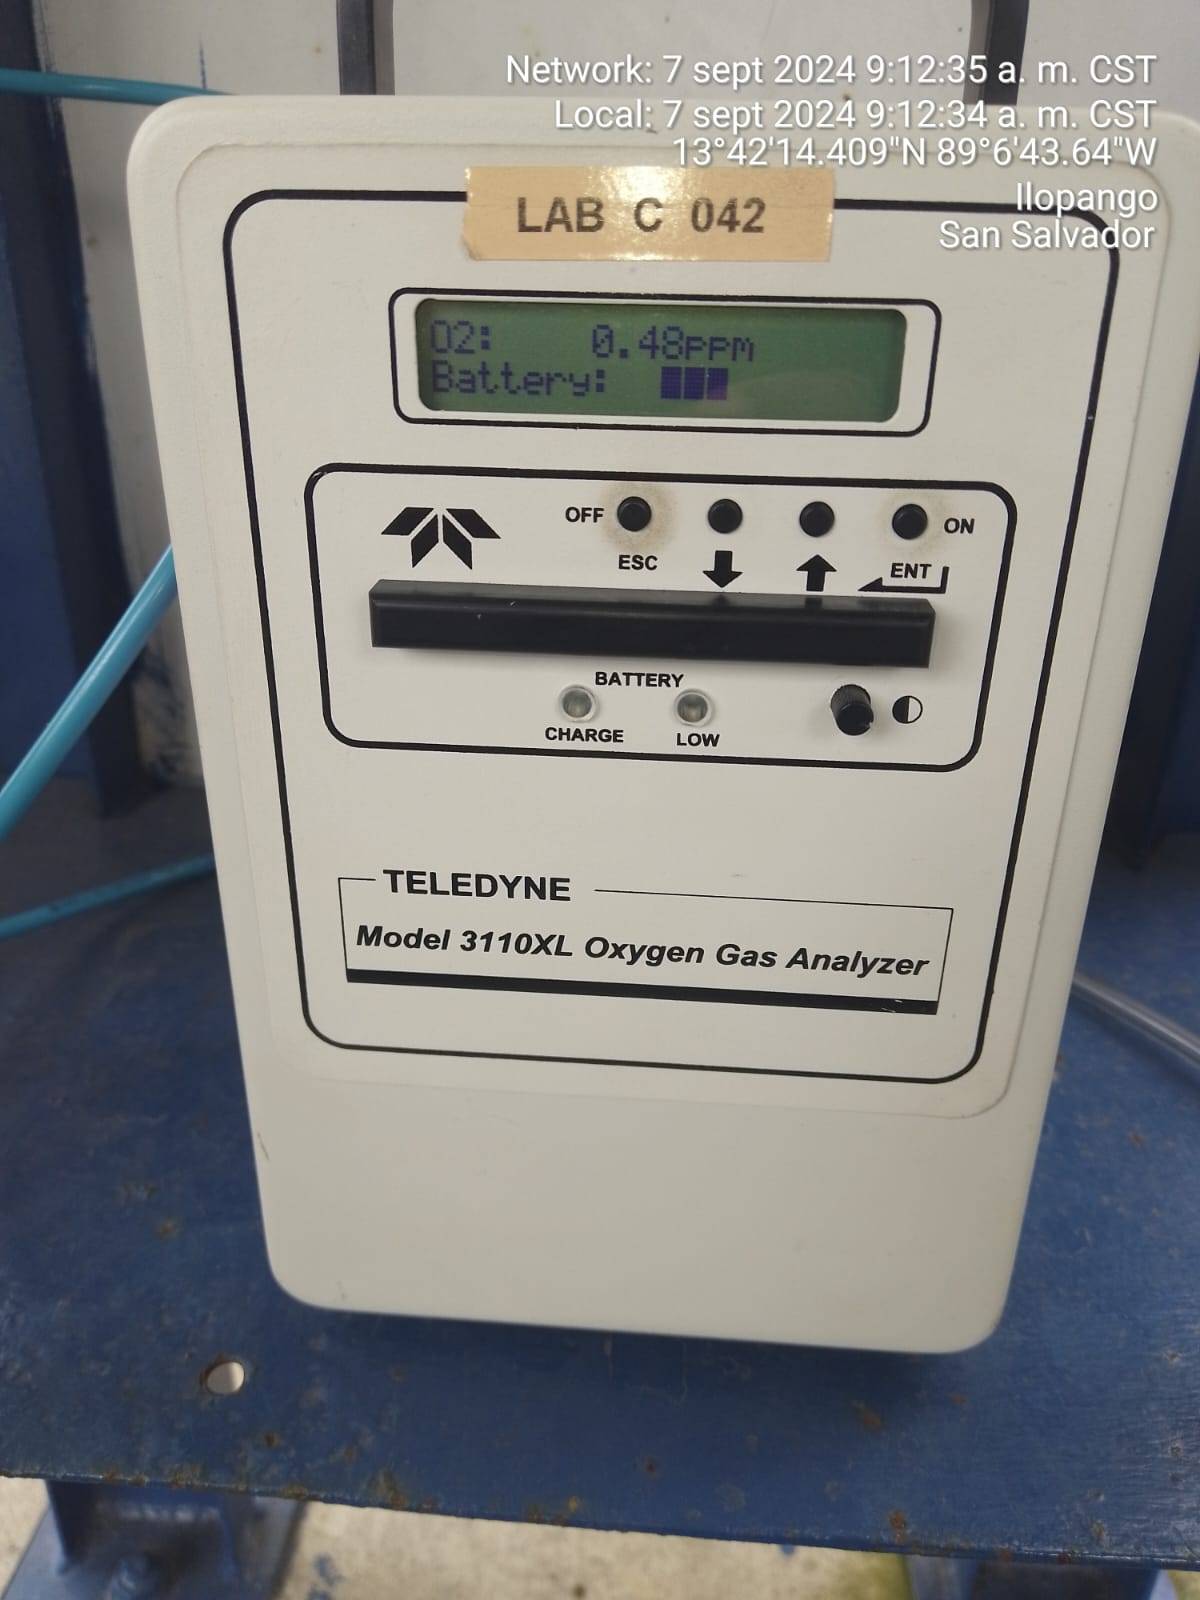 Network: 7 sept 2024 9:12:35 a. m. CST
Local: 7 sept 2024 9:12:34 a. m. CST
13°42'14.409"N 89°6'43.64"W
Ilopango
San Salvador
LAB C 042
O2: 0.48ppm
Battery:
OFF
ON
ESC
ENT
BATTERY
CHARGE
LOW
TELEDYNE
Model 3110XL Oxygen Gas Analyzer